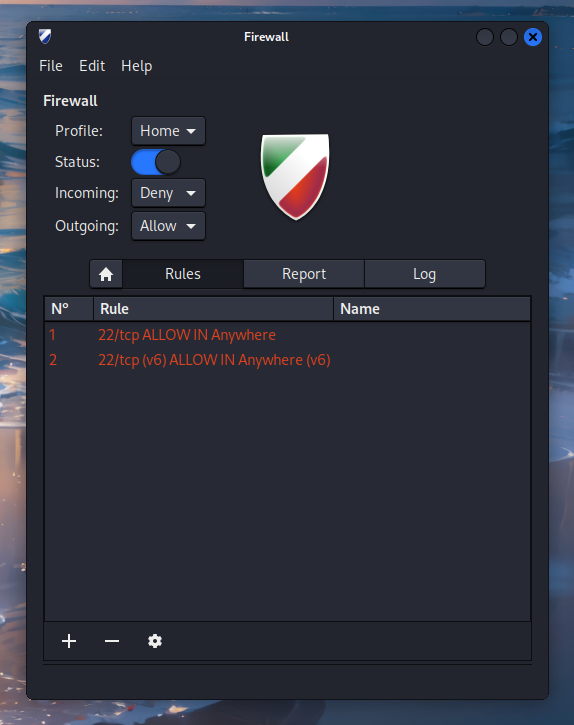 Firewall
File Edit Help
Firewall
Profile: Home
Status:
Incoming: Deny
Outgoing: Allow
Rules Report Log
Nº Rule Name
1 22/tcp ALLOW IN Anywhere
2 22/tcp (v6) ALLOW IN Anywhere (v6)